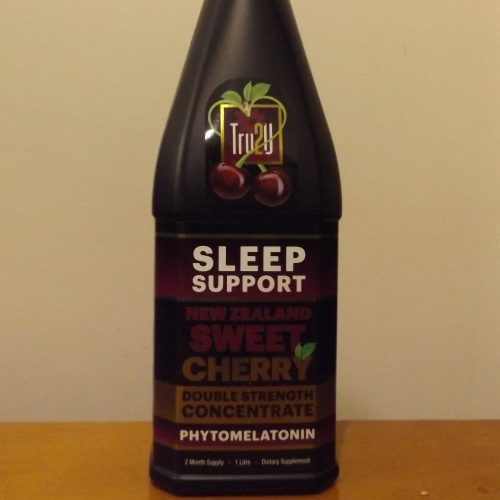 Tru2U
SLEEP
SUPPORT
NEW ZEALAND
SWEET
CHERRY
DOUBLE STRENGTH
CONCENTRATE
PHYTOMELATONIN
2 Month Supply - 1 Litre - Dietary Supplement